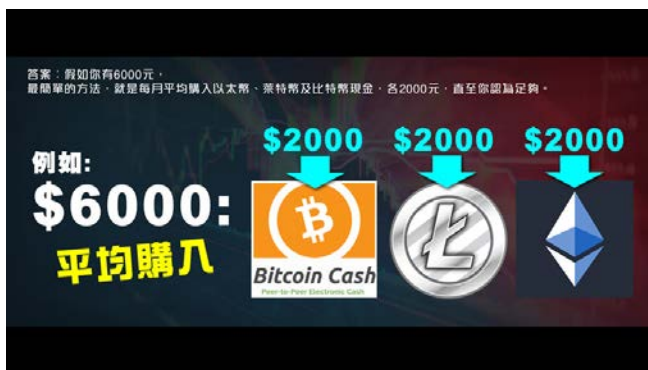 答案：假如你有6000元，
最簡單的方法，就是每月平均購入以太幣、萊特幣及比特幣現金，各2000元，直至你認為足夠。
$2000 $2000 $2000
例如:
$6000:
平均購入
Bitcoin Cash
Peer-to-Peer Electronic Cash